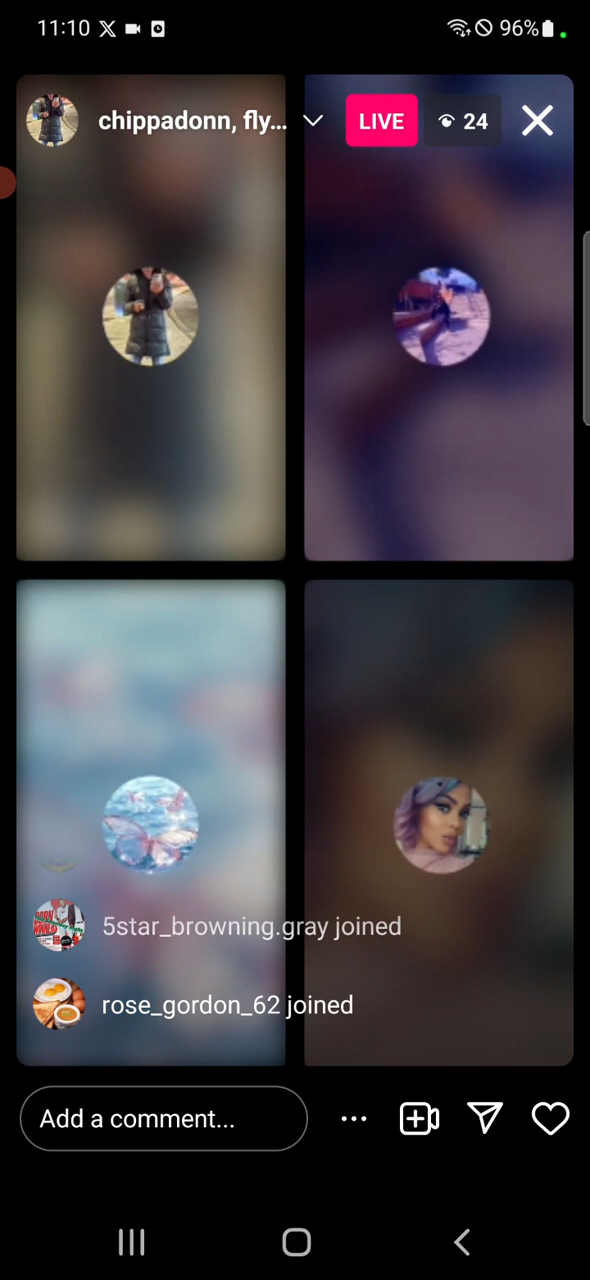 11:10 96%
chippadonn, fly... LIVE 24
5star_browning.gray joined
rose_gordon_62 joined
Add a comment...